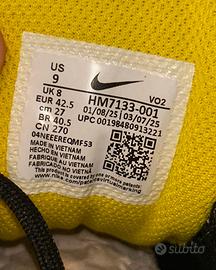 US
9
UK 8
EUR 42.5
cm 27
BR 40.5
CN 270
VO2
HM7133-001
01/08/25 03/07/25
UPC 00198480913221
04NEEEREQMF53
MADE IN VIETNAM
HECHO EN VIETNAM
FABRIQUÉ AU VIETNAM
FABRICADO NO VIETNÃ
subito